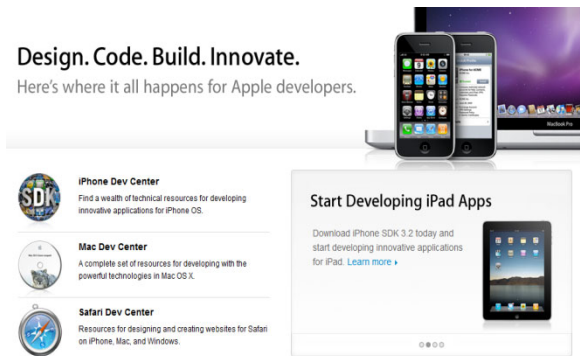 Design. Code. Build. Innovate.
Here's where it all happens for Apple developers.
MacBook Pro
SDK
iPhone Dev Center
Find a wealth of technical resources for developing
innovative applications for iPhone OS.
Mac Dev Center
A complete set of resources for developing with the
powerful technologies in Mac OS X.
Safari Dev Center
Resources for designing and creating websites for Safari
on iPhone, Mac, and Windows.
Start Developing iPad Apps
Download iPhone SDK 3.2 today and
start developing innovative applications
for iPad. Learn more